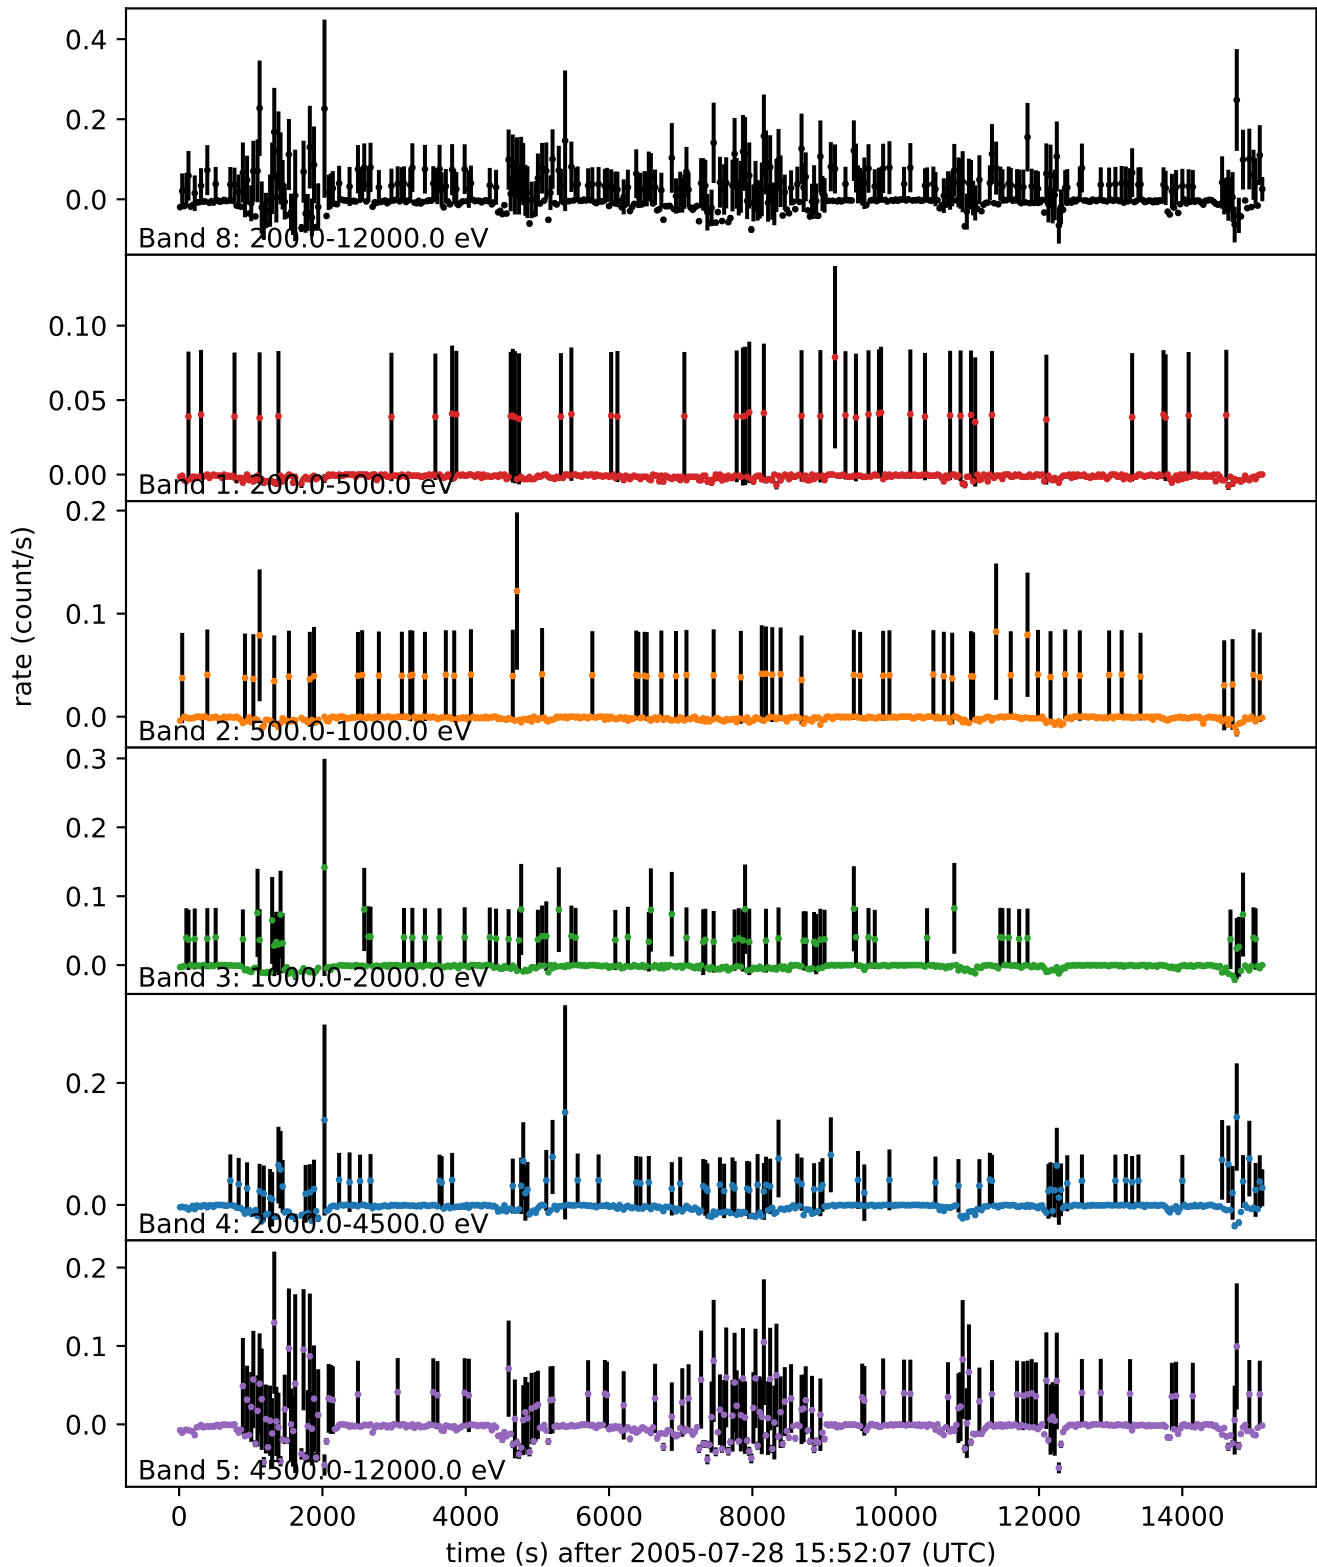 0.4
0.2
0.0
Band 8: 200.0-12000.0 eV
0.10
0.05
0.00
Band 1: 200.0-500.0 eV
0.2
0.1
0.0
Band 2: 500.0-1000.0 eV
rate (count/s)
0.3
0.2
0.1
0.0
Band 3: 1000.0-2000.0 eV
0.2
0.0
Band 4: 2000.0-4500.0 eV
0.2
0.1
0.0
Band 5: 4500.0-12000.0 eV
0 2000 4000 6000 8000 10000 12000 14000
time (s) after 2005-07-28 15:52:07 (UTC)